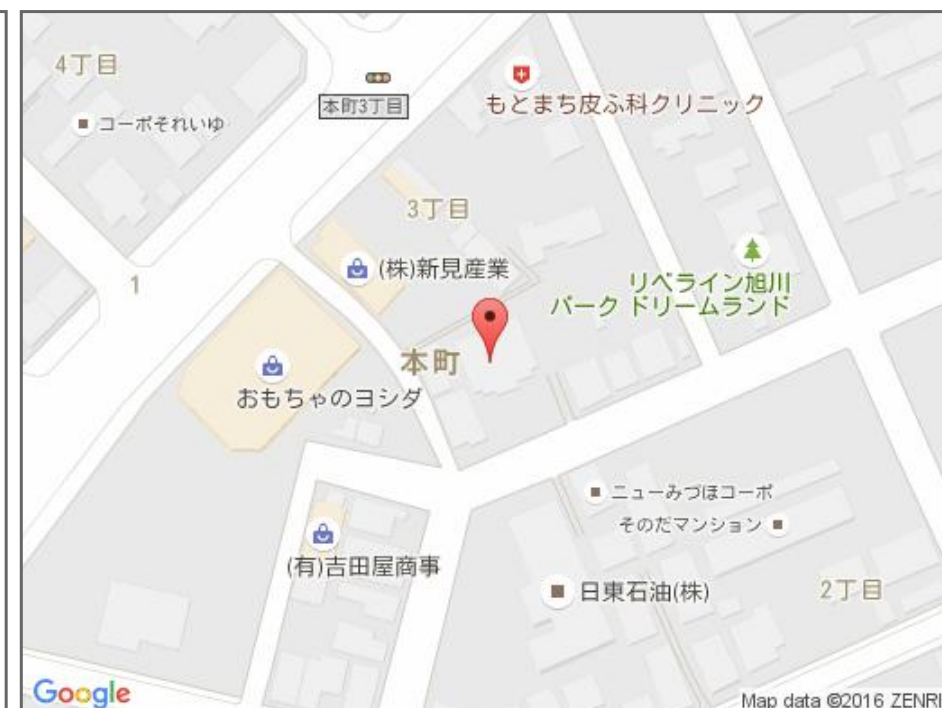 4丁目
コーポそれいゆ
本町3丁目
もとまち皮ふ科クリニック
3丁目
(株)新見産業
リベライン旭川
パーク ドリームランド
1
本町
おもちゃのヨシダ
ニューみづほコーポ
そのだマンション
(有)吉田屋商事
日東石油(株)
2丁目
Google
Map data ©2016 ZENRI